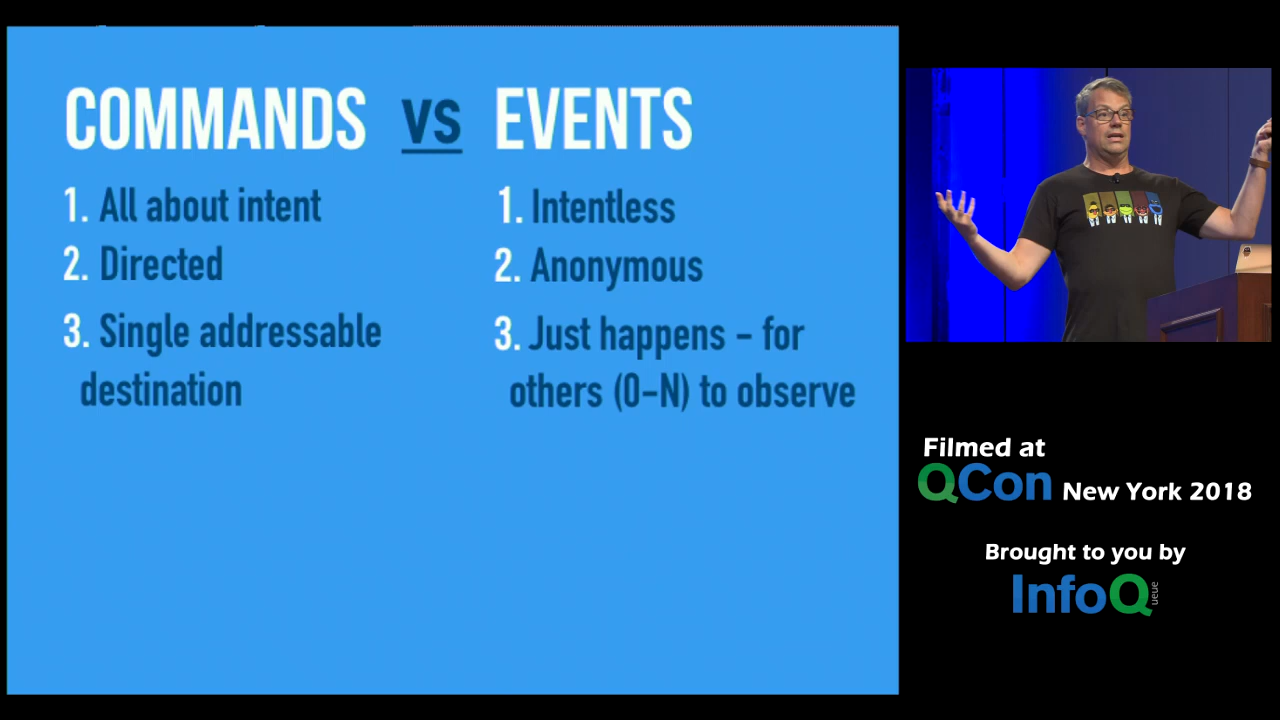 COMMANDS VS EVENTS
1. All about intent
2. Directed
3. Single addressable
destination
1. Intentless
2. Anonymous
3. Just happens - for
others (0-N) to observe
Filmed at
QCon New York 2018
Brought to you by
InfoQueue